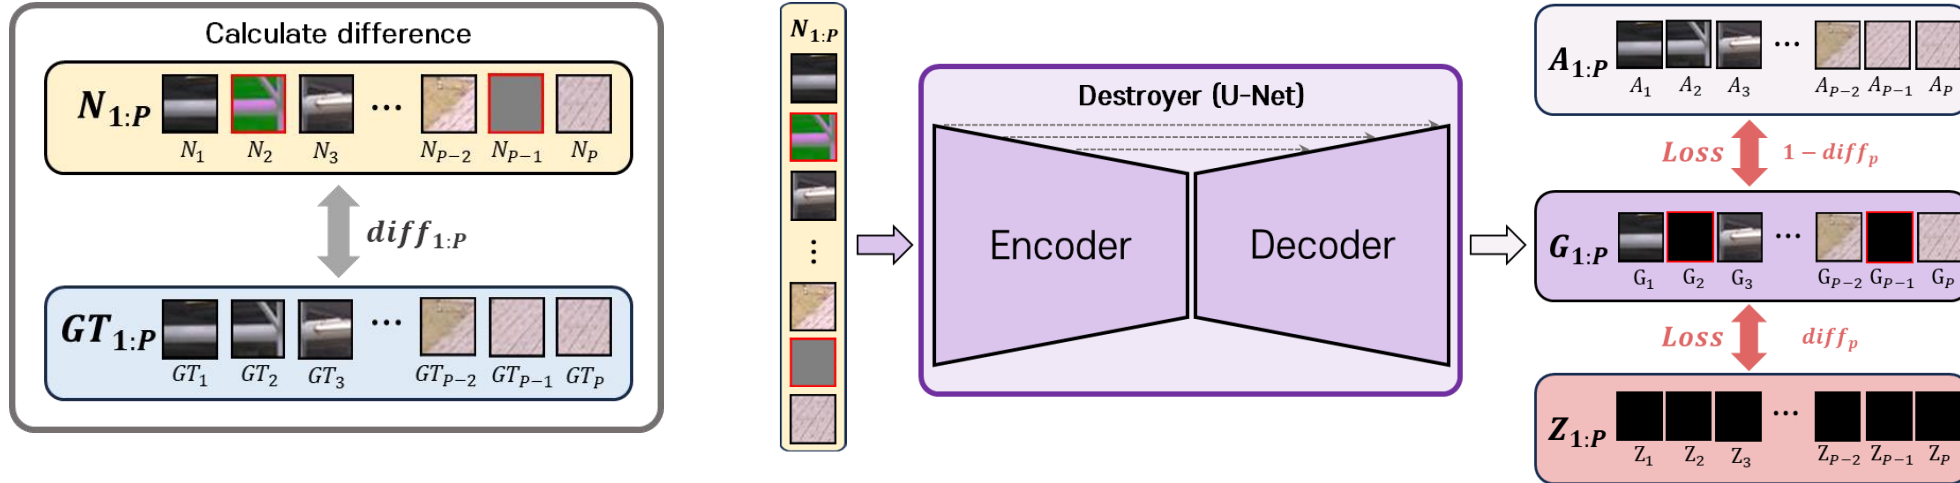 Calculate difference
N1:P
N1 N2 N3 ... NP−2 NP−1 NP
diff1:P
GT1:P
GT1 GT2 GT3 ... GTP−2 GTP−1 GTP
N1:P
⋮
Destroyer (U-Net)
Encoder
Decoder
A1:P
...
A1 A2 A3 AP−2 AP−1 AP
Loss 1 − diffp
G1:P
...
G1 G2 G3 GP−2 GP−1 GP
Loss diffp
Z1:P
...
Z1 Z2 Z3 ZP−2 ZP−1 ZP